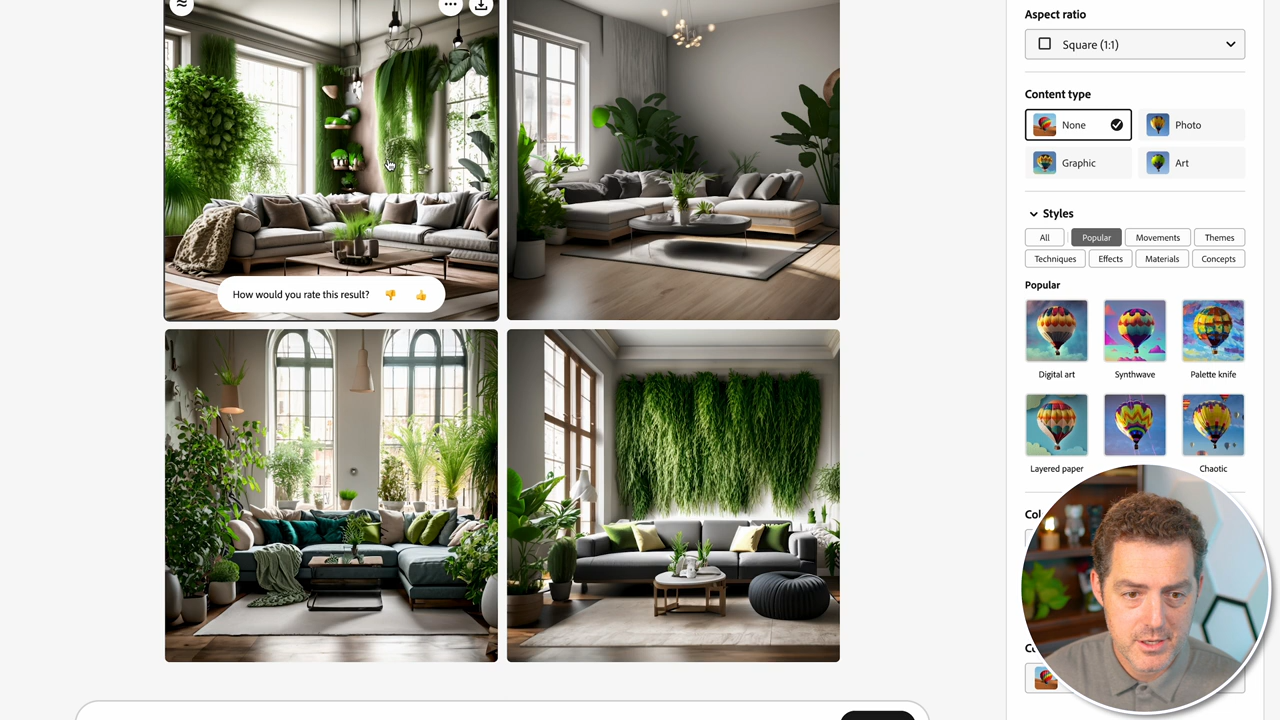 Aspect ratio
Square (1:1)
Content type
None
Photo
Graphic
Art
Styles
All
Popular
Movements
Themes
Techniques
Effects
Materials
Concepts
Popular
Digital art
Synthwave
Palette knife
Layered paper
Chaotic
How would you rate this result?